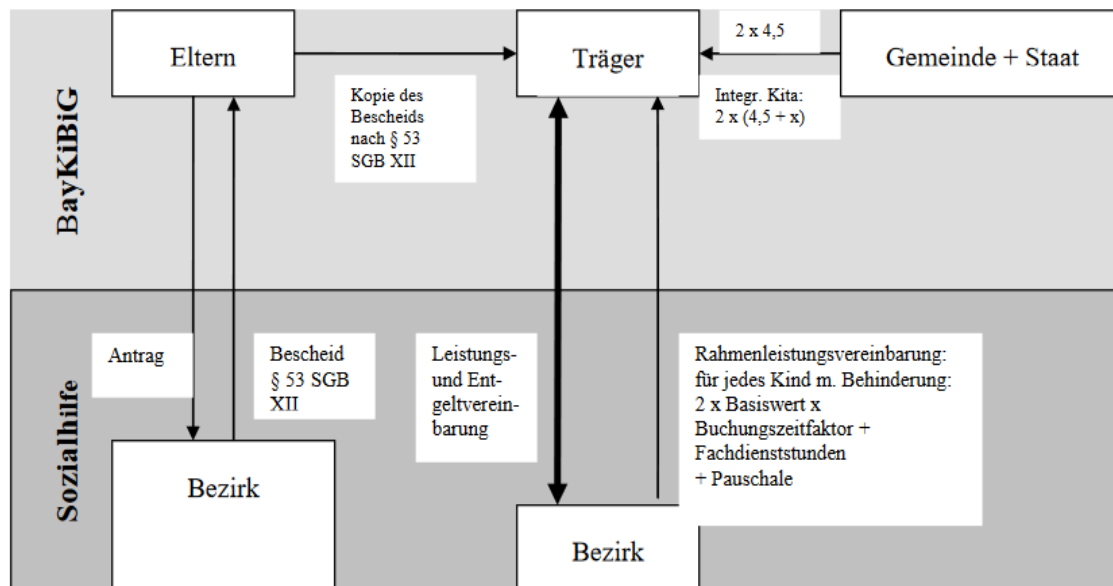 BayKiBiG
Eltern
Träger
2 x 4,5
Gemeinde + Staat
Kopie des
Bescheids
nach § 53
SGB XII
Integr. Kita:
2 x (4,5 + x)
Sozialhilfe
Antrag
Bescheid
§ 53 SGB
XII
Leistungs-
und Ent-
geltverein-
barung
Rahmenleistungsvereinbarung:
für jedes Kind m. Behinderung:
2 x Basiswert x
Buchungszeitfaktor +
Fachdienststunden
+ Pauschale
Bezirk
Bezirk